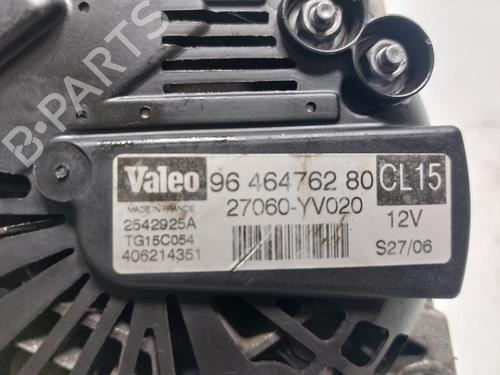 B-PARTS
Valeo
96 464762 80
CL15
MADE IN FRANCE
27060-YV020
12V
2542925A
TG15C054
406214351
S27/06